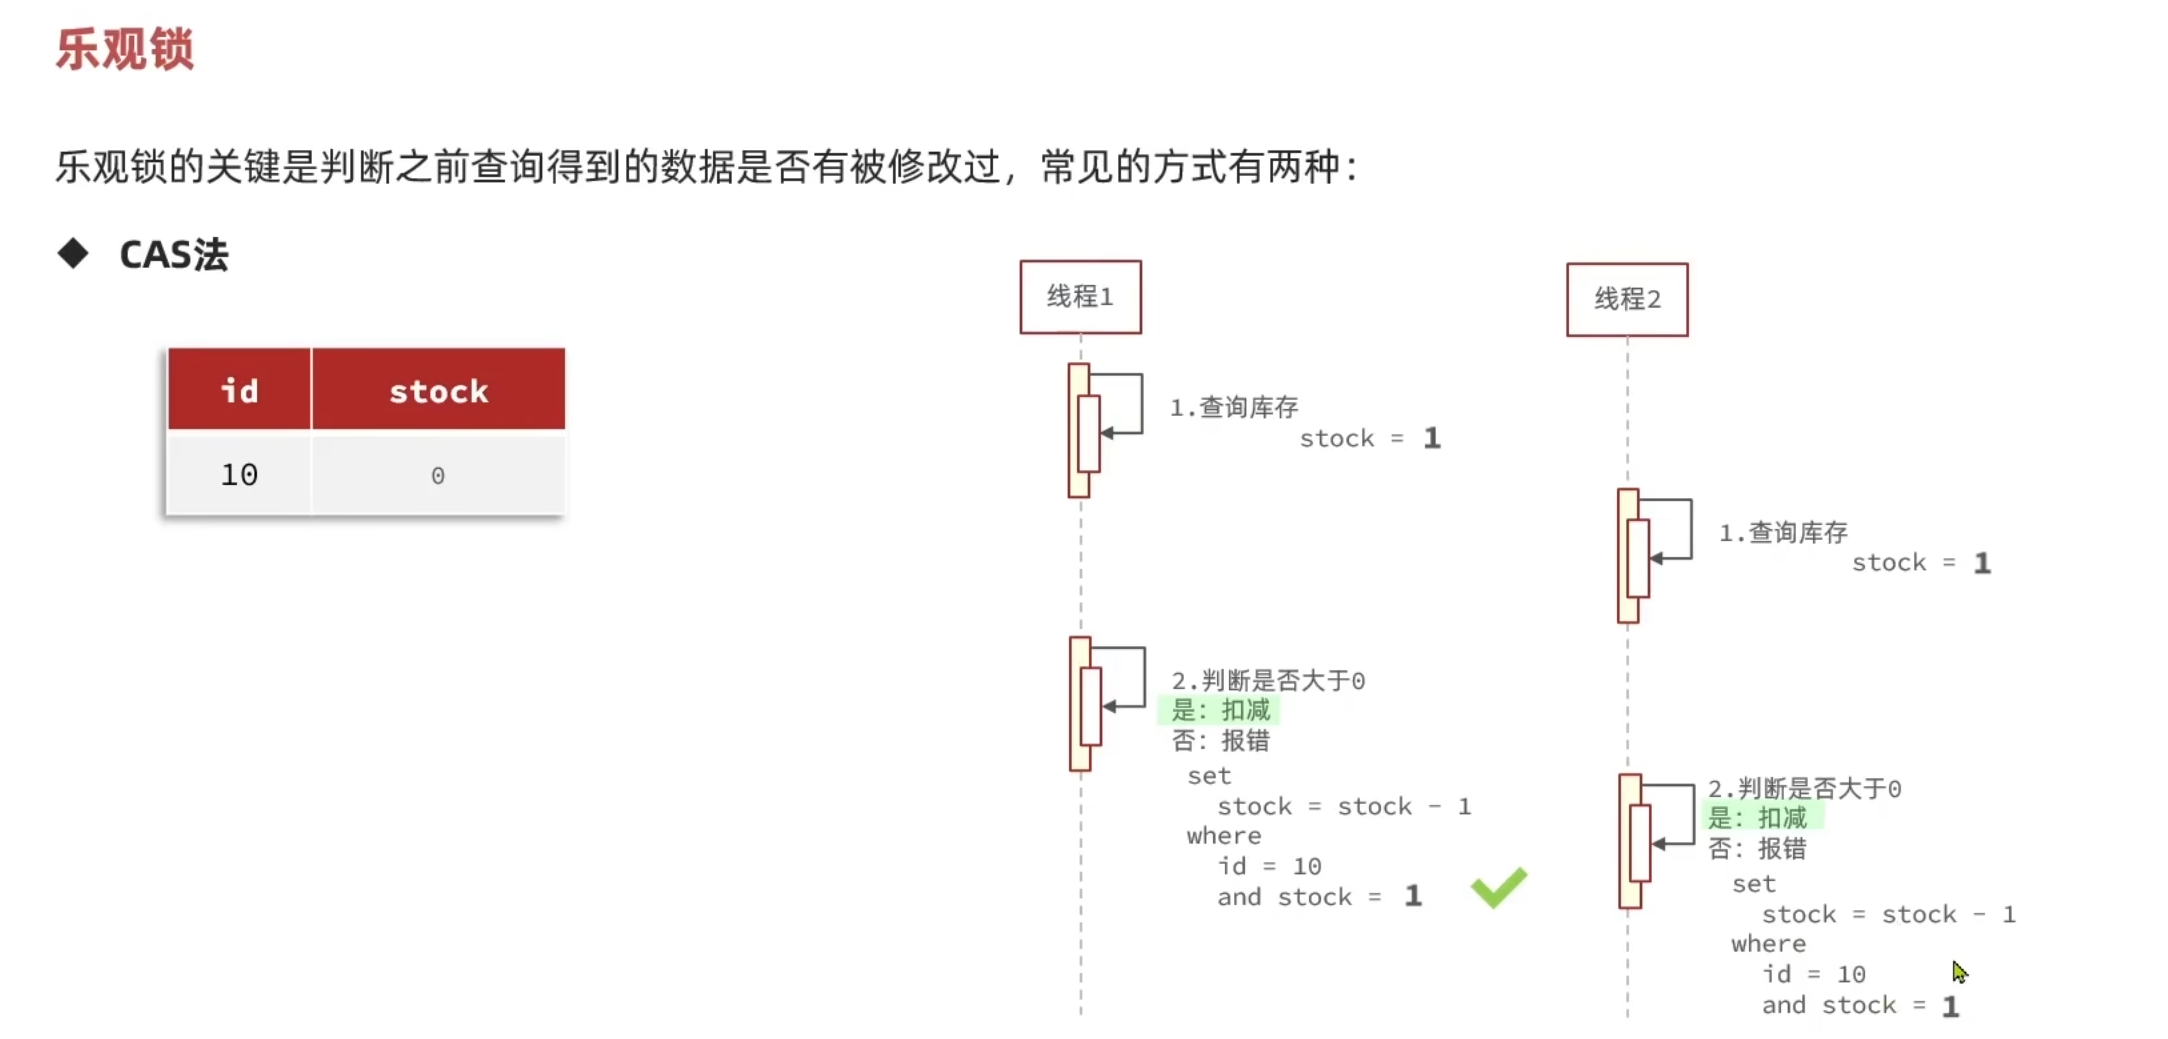 乐观锁
乐观锁的关键是判断之前查询得到的数据是否有被修改过，常见的方式有两种：
◆ CAS法
id stock
10 0
线程1
1.查询库存
stock = 1
2.判断是否大于0
是：扣减
否：报错
set
stock = stock - 1
where
id = 10
and stock = 1
线程2
1.查询库存
stock = 1
2.判断是否大于0
是：扣减
否：报错
set
stock = stock - 1
where
id = 10
and stock = 1